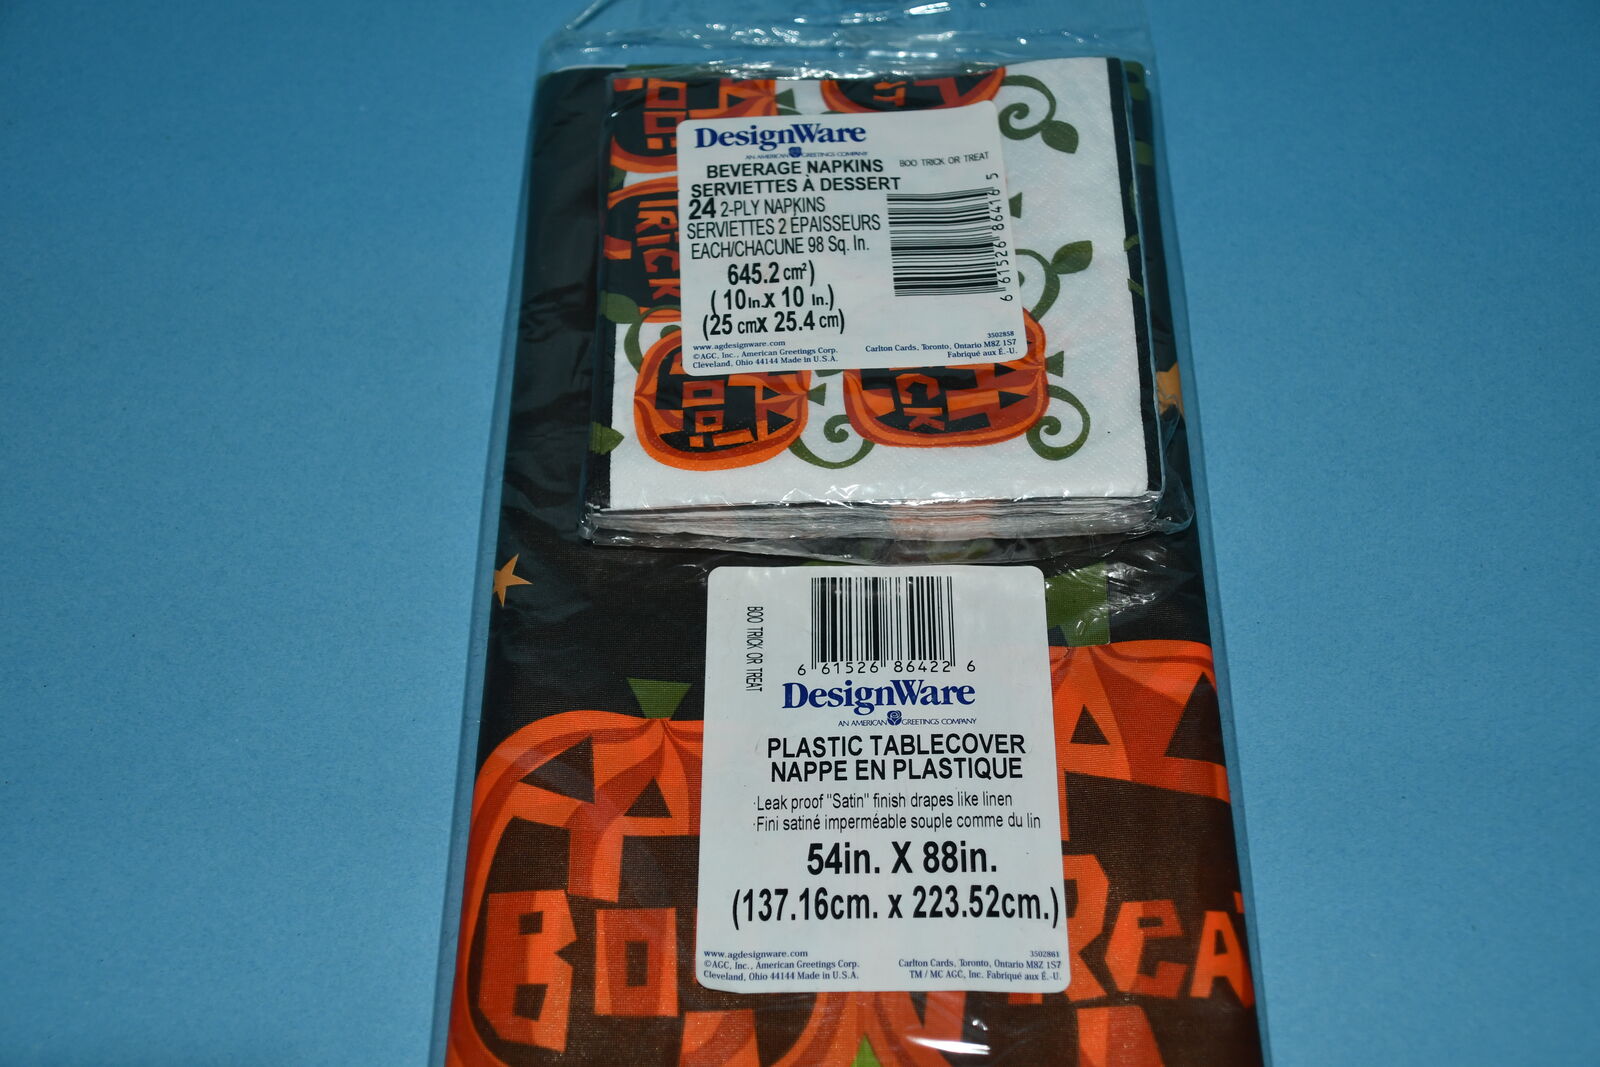 BOO!
TREAT
TRICK
DesignWare
AN AMERICAN GREETINGS COMPANY
BOO TRICK OR TREAT
BEVERAGE NAPKINS
SERVIETTES À DESSERT
24 2-PLY NAPKINS
SERVIETTES 2 ÉPAISSEURS
EACH/CHACUNE 98 Sq. In.
645.2 cm²)
( 10 In. x 10 In.)
(25 cm x 25.4 cm)
6 61526 86416 5
www.agdesignware.com
©AGC, Inc., American Greetings Corp.
Cleveland, Ohio 44144 Made in U.S.A.
3502858
Carlton Cards, Toronto, Ontario M8Z 1S7
Fabriqué aux É.-U.
OO!
ICK
BOO TRICK OR TREAT
6 61526 86422 6
DesignWare
AN AMERICAN GREETINGS COMPANY
PLASTIC TABLECOVER
NAPPE EN PLASTIQUE
·Leak proof "Satin" finish drapes like linen
·Fini satiné imperméable souple comme du lin
54in. X 88in.
(137.16cm. x 223.52cm.)
www.agdesignware.com
©AGC, Inc., American Greetings Corp.
Cleveland, Ohio 44144 Made in U.S.A.
3502861
Carlton Cards, Toronto, Ontario M8Z 1S7
TM / MC AGC, Inc. Fabriqué aux É.-U.
BOO
ReAT